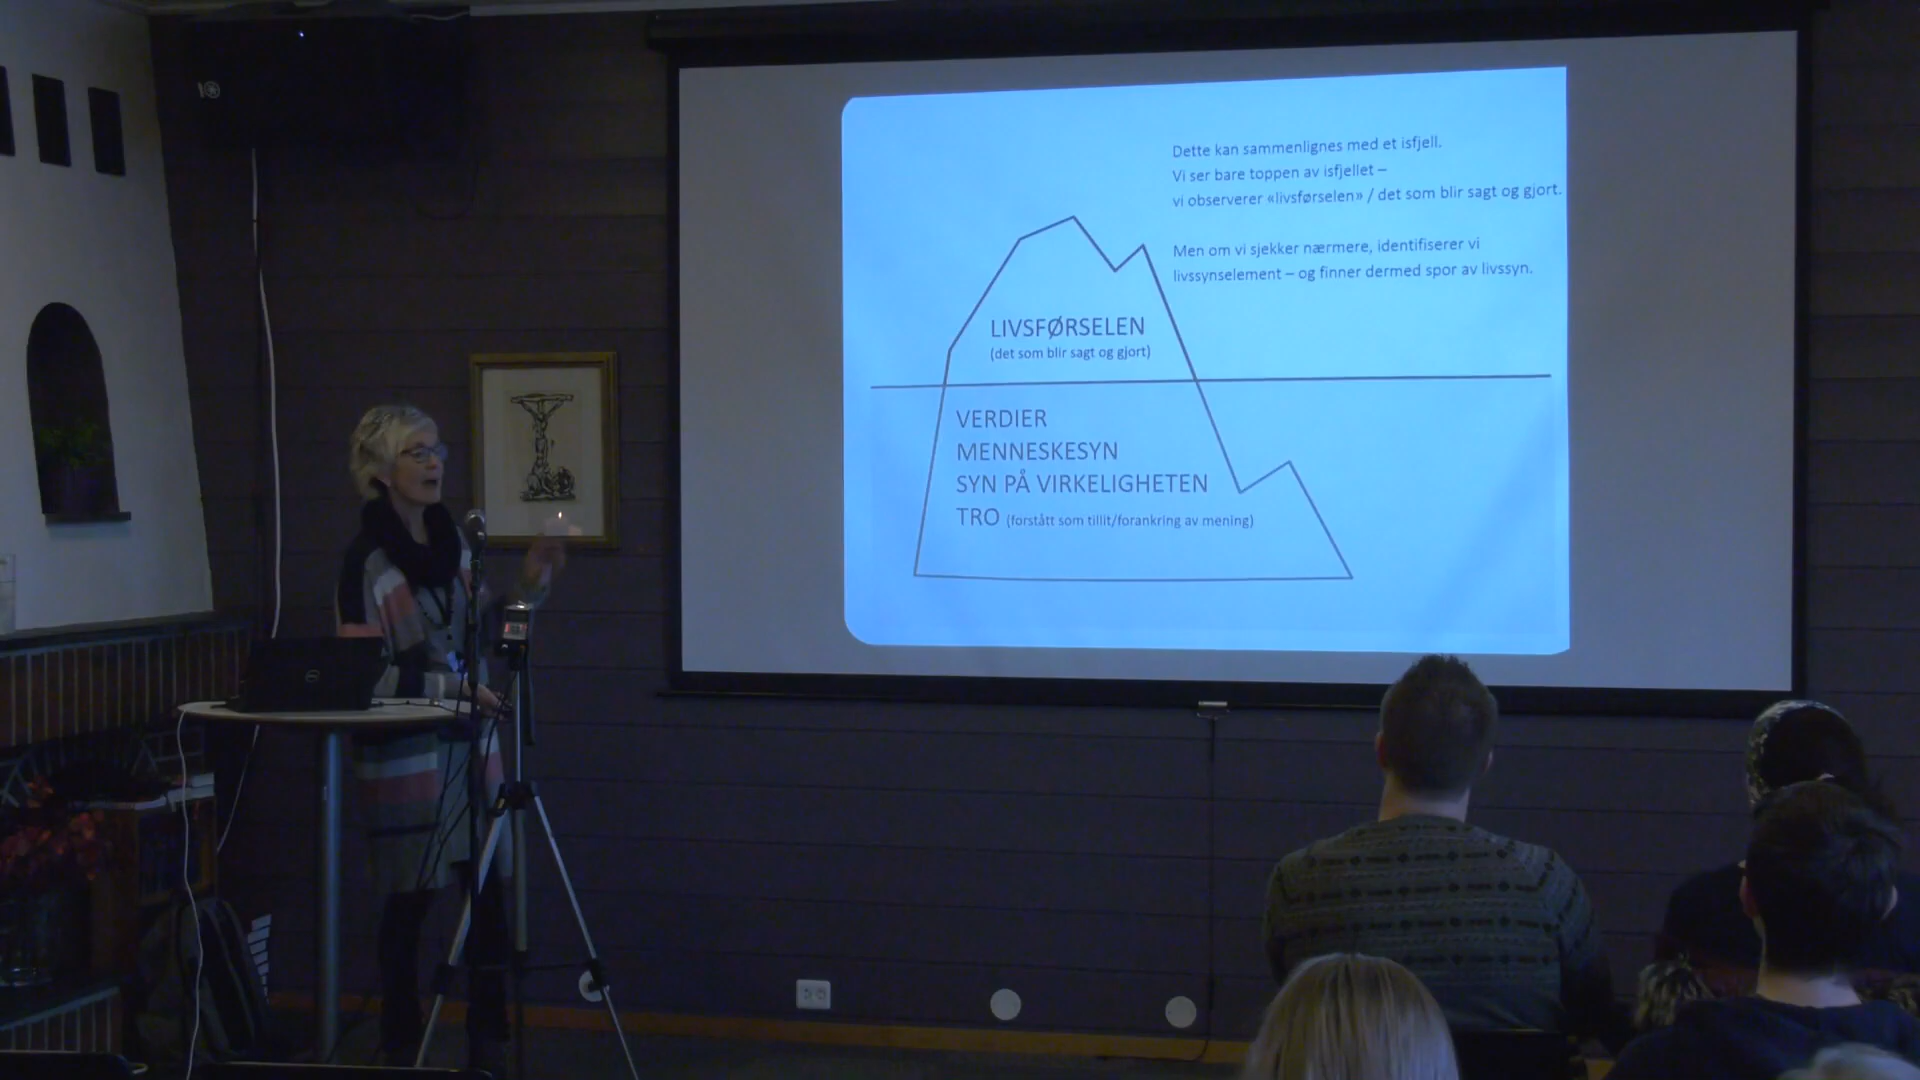 Dette kan sammenlignes med et isfjell.
Vi ser bare toppen av isfjellet –
vi observerer «livsførselen» / det som blir sagt og gjort.
Men om vi sjekker nærmere, identifiserer vi
livssynselement – og finner dermed spor av livssyn.
LIVSFØRSELEN
(det som blir sagt og gjort)
VERDIER
MENNESKESYN
SYN PÅ VIRKELIGHETEN
TRO (forstått som tillit/forankring av mening)
DELL